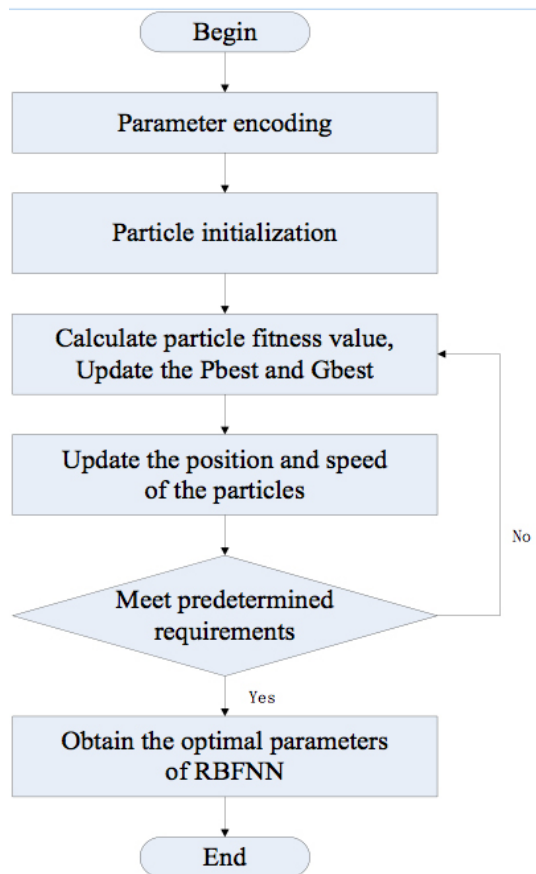 Begin
Parameter encoding
Particle initialization
Calculate particle fitness value,
Update the Pbest and Gbest
Update the position and speed
of the particles
No
Meet predetermined
requirements
Yes
Obtain the optimal parameters
of RBFNN
End